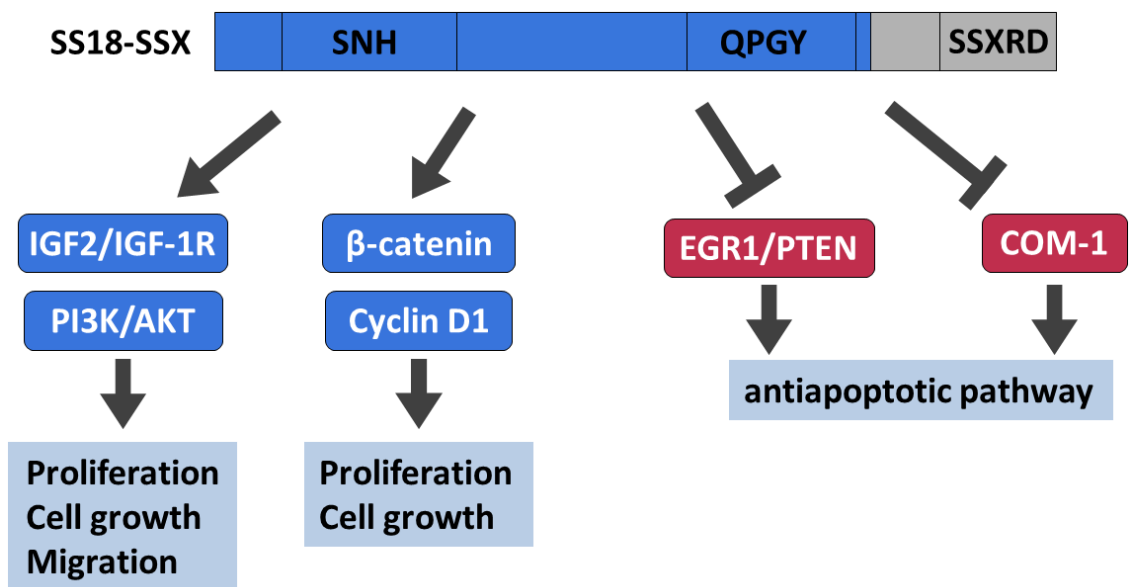 SS18-SSX SNH QPGY SSXRD
IGF2/IGF-1R β-catenin EGR1/PTEN COM-1
PI3K/AKT Cyclin D1
antiapoptotic pathway
Proliferation
Cell growth
Migration
Proliferation
Cell growth